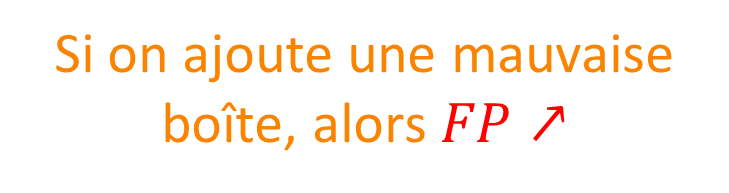 Si on ajoute une mauvaise
boîte, alors FP ↗